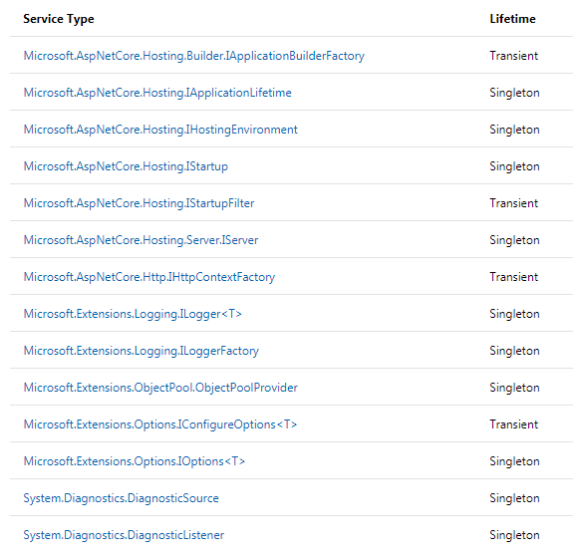 Service Type Lifetime
Microsoft.AspNetCore.Hosting.Builder.IApplicationBuilderFactory Transient
Microsoft.AspNetCore.Hosting.IApplicationLifetime Singleton
Microsoft.AspNetCore.Hosting.IHostingEnvironment Singleton
Microsoft.AspNetCore.Hosting.IStartup Singleton
Microsoft.AspNetCore.Hosting.IStartupFilter Transient
Microsoft.AspNetCore.Hosting.Server.IServer Singleton
Microsoft.AspNetCore.Http.IHttpContextFactory Transient
Microsoft.Extensions.Logging.ILogger<T> Singleton
Microsoft.Extensions.Logging.ILoggerFactory Singleton
Microsoft.Extensions.ObjectPool.ObjectPoolProvider Singleton
Microsoft.Extensions.Options.IConfigureOptions<T> Transient
Microsoft.Extensions.Options.IOptions<T> Singleton
System.Diagnostics.DiagnosticSource Singleton
System.Diagnostics.DiagnosticListener Singleton